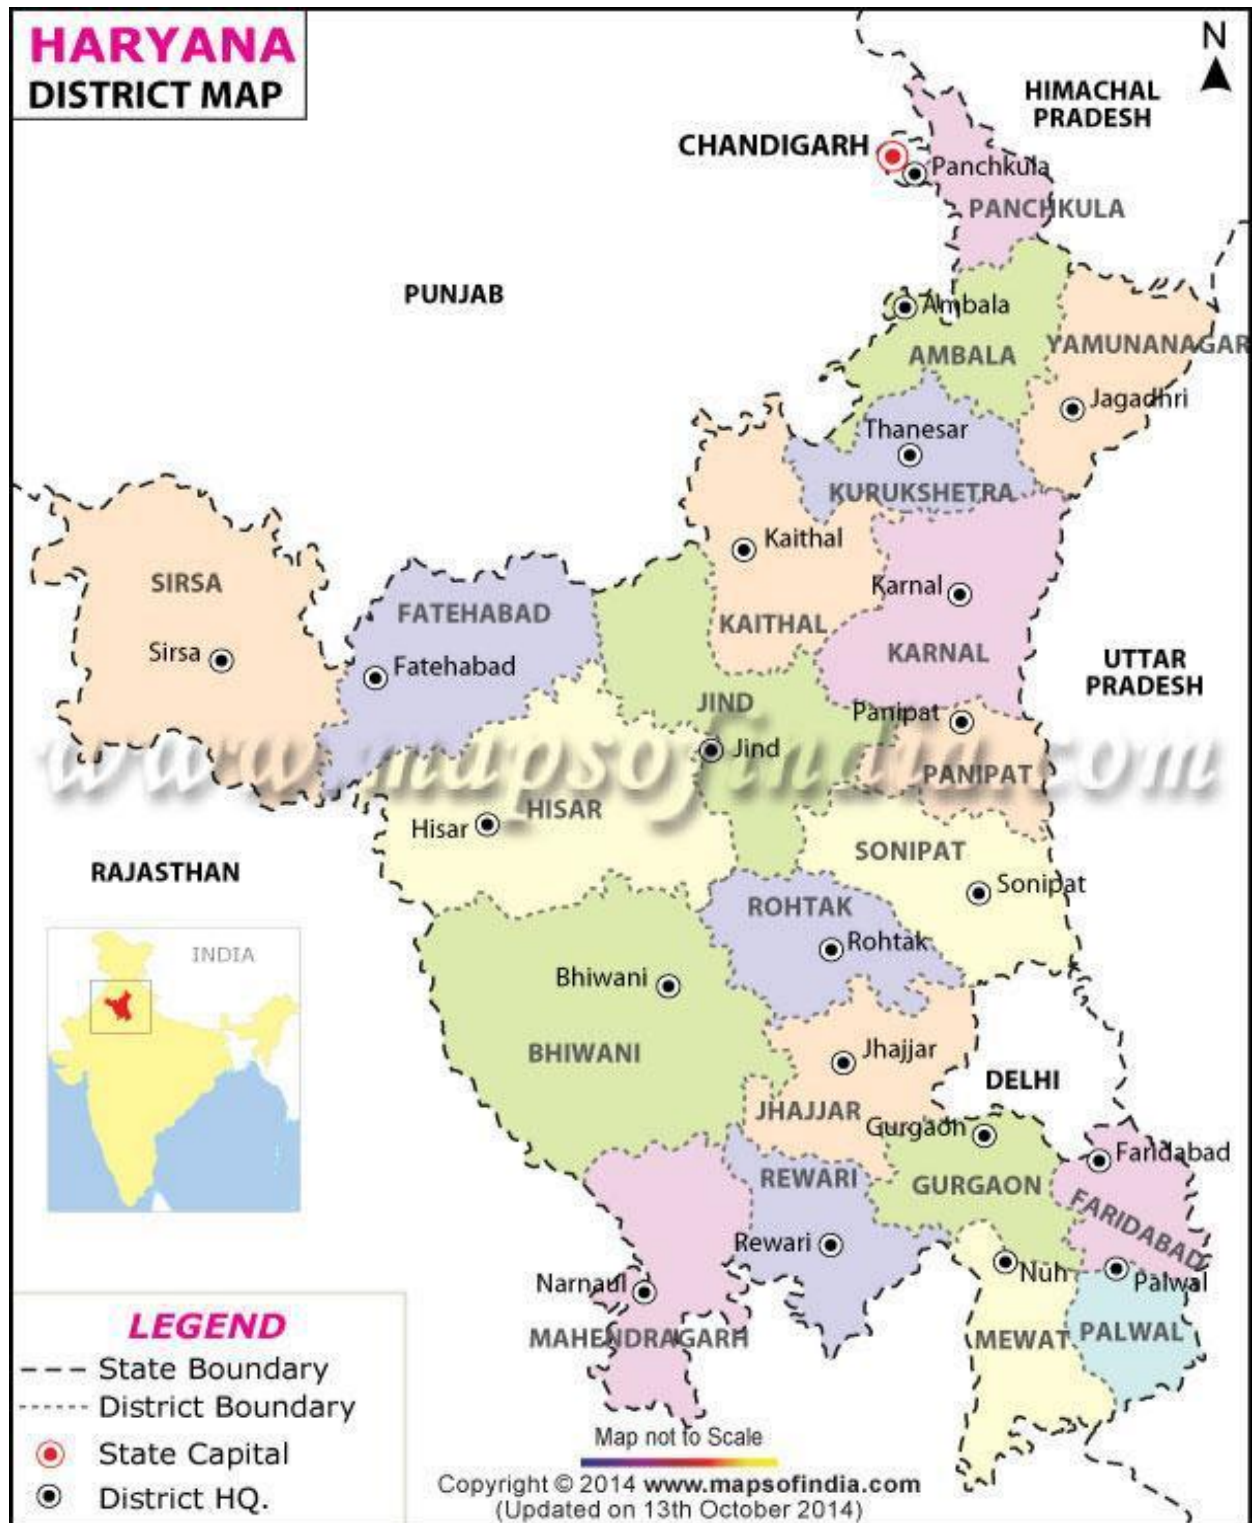 HARYANA
DISTRICT MAP
N
HIMACHAL
PRADESH
CHANDIGARH
Panchkula
PANCHKULA
PUNJAB
Ambala
AMBALA
YAMUNANAGAR
Jagadhri
Thanesar
KURUKSHETRA
Kaithal
KAITHAL
Karnal
KARNAL
SIRSA
Sirsa
FATEHABAD
Fatehabad
UTTAR
PRADESH
JIND
Jind
Panipat
PANIPAT
www.mapsofindia.com
HISAR
Hisar
SONIPAT
Sonipat
RAJASTHAN
ROHTAK
Rohtak
INDIA
Bhiwani
BHIWANI
Jhajjar
JHAJJAR
DELHI
Gurgaon
GURGAON
Faridabad
FARIDABAD
REWARI
Rewari
Nuh
Palwal
Narnaul
MAHENDRAGARH
MEWAT
PALWAL
LEGEND
State Boundary
District Boundary
State Capital
District HQ.
Map not to Scale
Copyright © 2014 www.mapsofindia.com
(Updated on 13th October 2014)